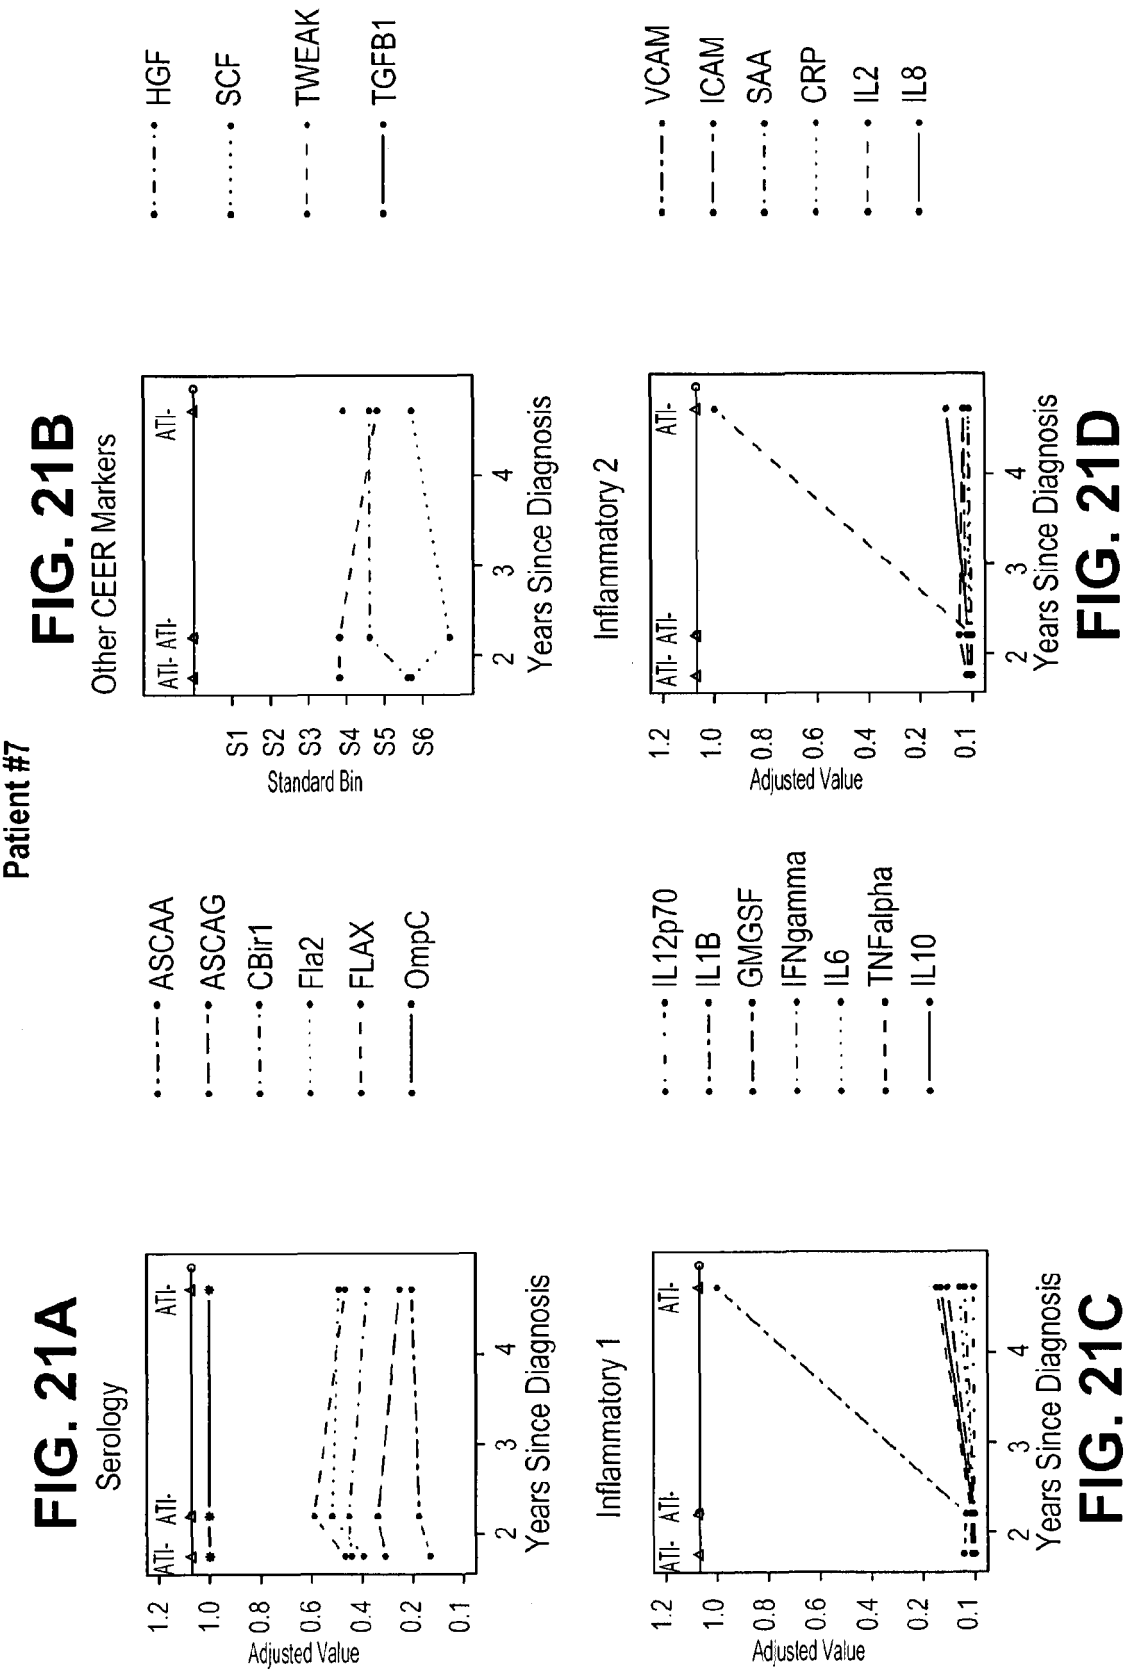 Patient #7
FIG. 21A
Serology
ATI- ATI- ATI-
1.2
1.0
0.8
0.6
0.4
0.2
0.1
Adjusted Value
2 3 4
Years Since Diagnosis
ASCAA
ASCAG
CBir1
Fla2
FLAX
OmpC
FIG. 21B
Other CEER Markers
ATI- ATI- ATI-
S1
S2
S3
S4
S5
S6
Standard Bin
2 3 4
Years Since Diagnosis
HGF
SCF
TWEAK
TGFB1
Inflammatory 1
ATI- ATI- ATI-
1.2
1.0
0.8
0.6
0.4
0.2
0.1
Adjusted Value
2 3 4
Years Since Diagnosis
FIG. 21C
IL12p70
IL1B
GMGSF
IFNgamma
IL6
TNFalpha
IL10
Inflammatory 2
ATI- ATI- ATI-
1.2
1.0
0.8
0.6
0.4
0.2
0.1
Adjusted Value
2 3 4
Years Since Diagnosis
FIG. 21D
VCAM
ICAM
SAA
CRP
IL2
IL8